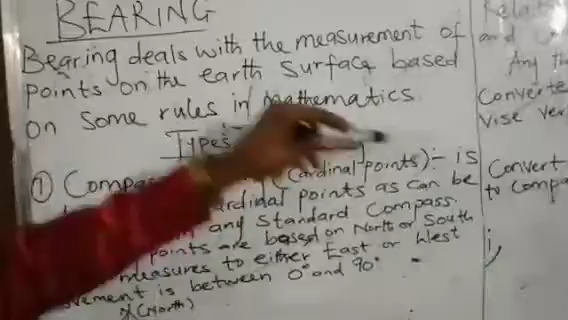 BEARING
Bearing deals with the measurement of
points on the earth surface based
on some rules in mathematics.
Types
① Compass (Cardinal points):- is
cardinal points as can be
any standard compass.
points are based on North or South
measures to either East or West
movement is between 0° and 90°
(North)
and
Any
Converte
vise ver
Convert
to compa
i,